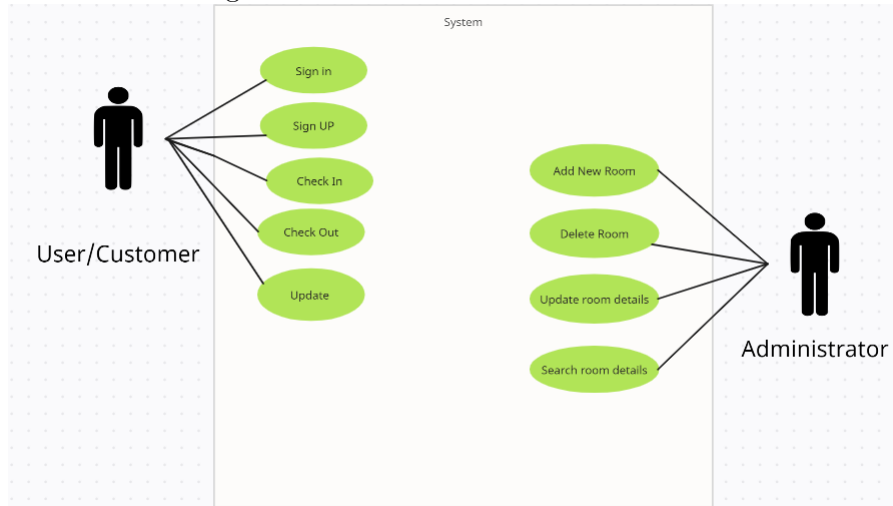 System
Sign in
Sign UP
Check In
Check Out
Update
User/Customer
Add New Room
Delete Room
Update room details
Search room details
Administrator